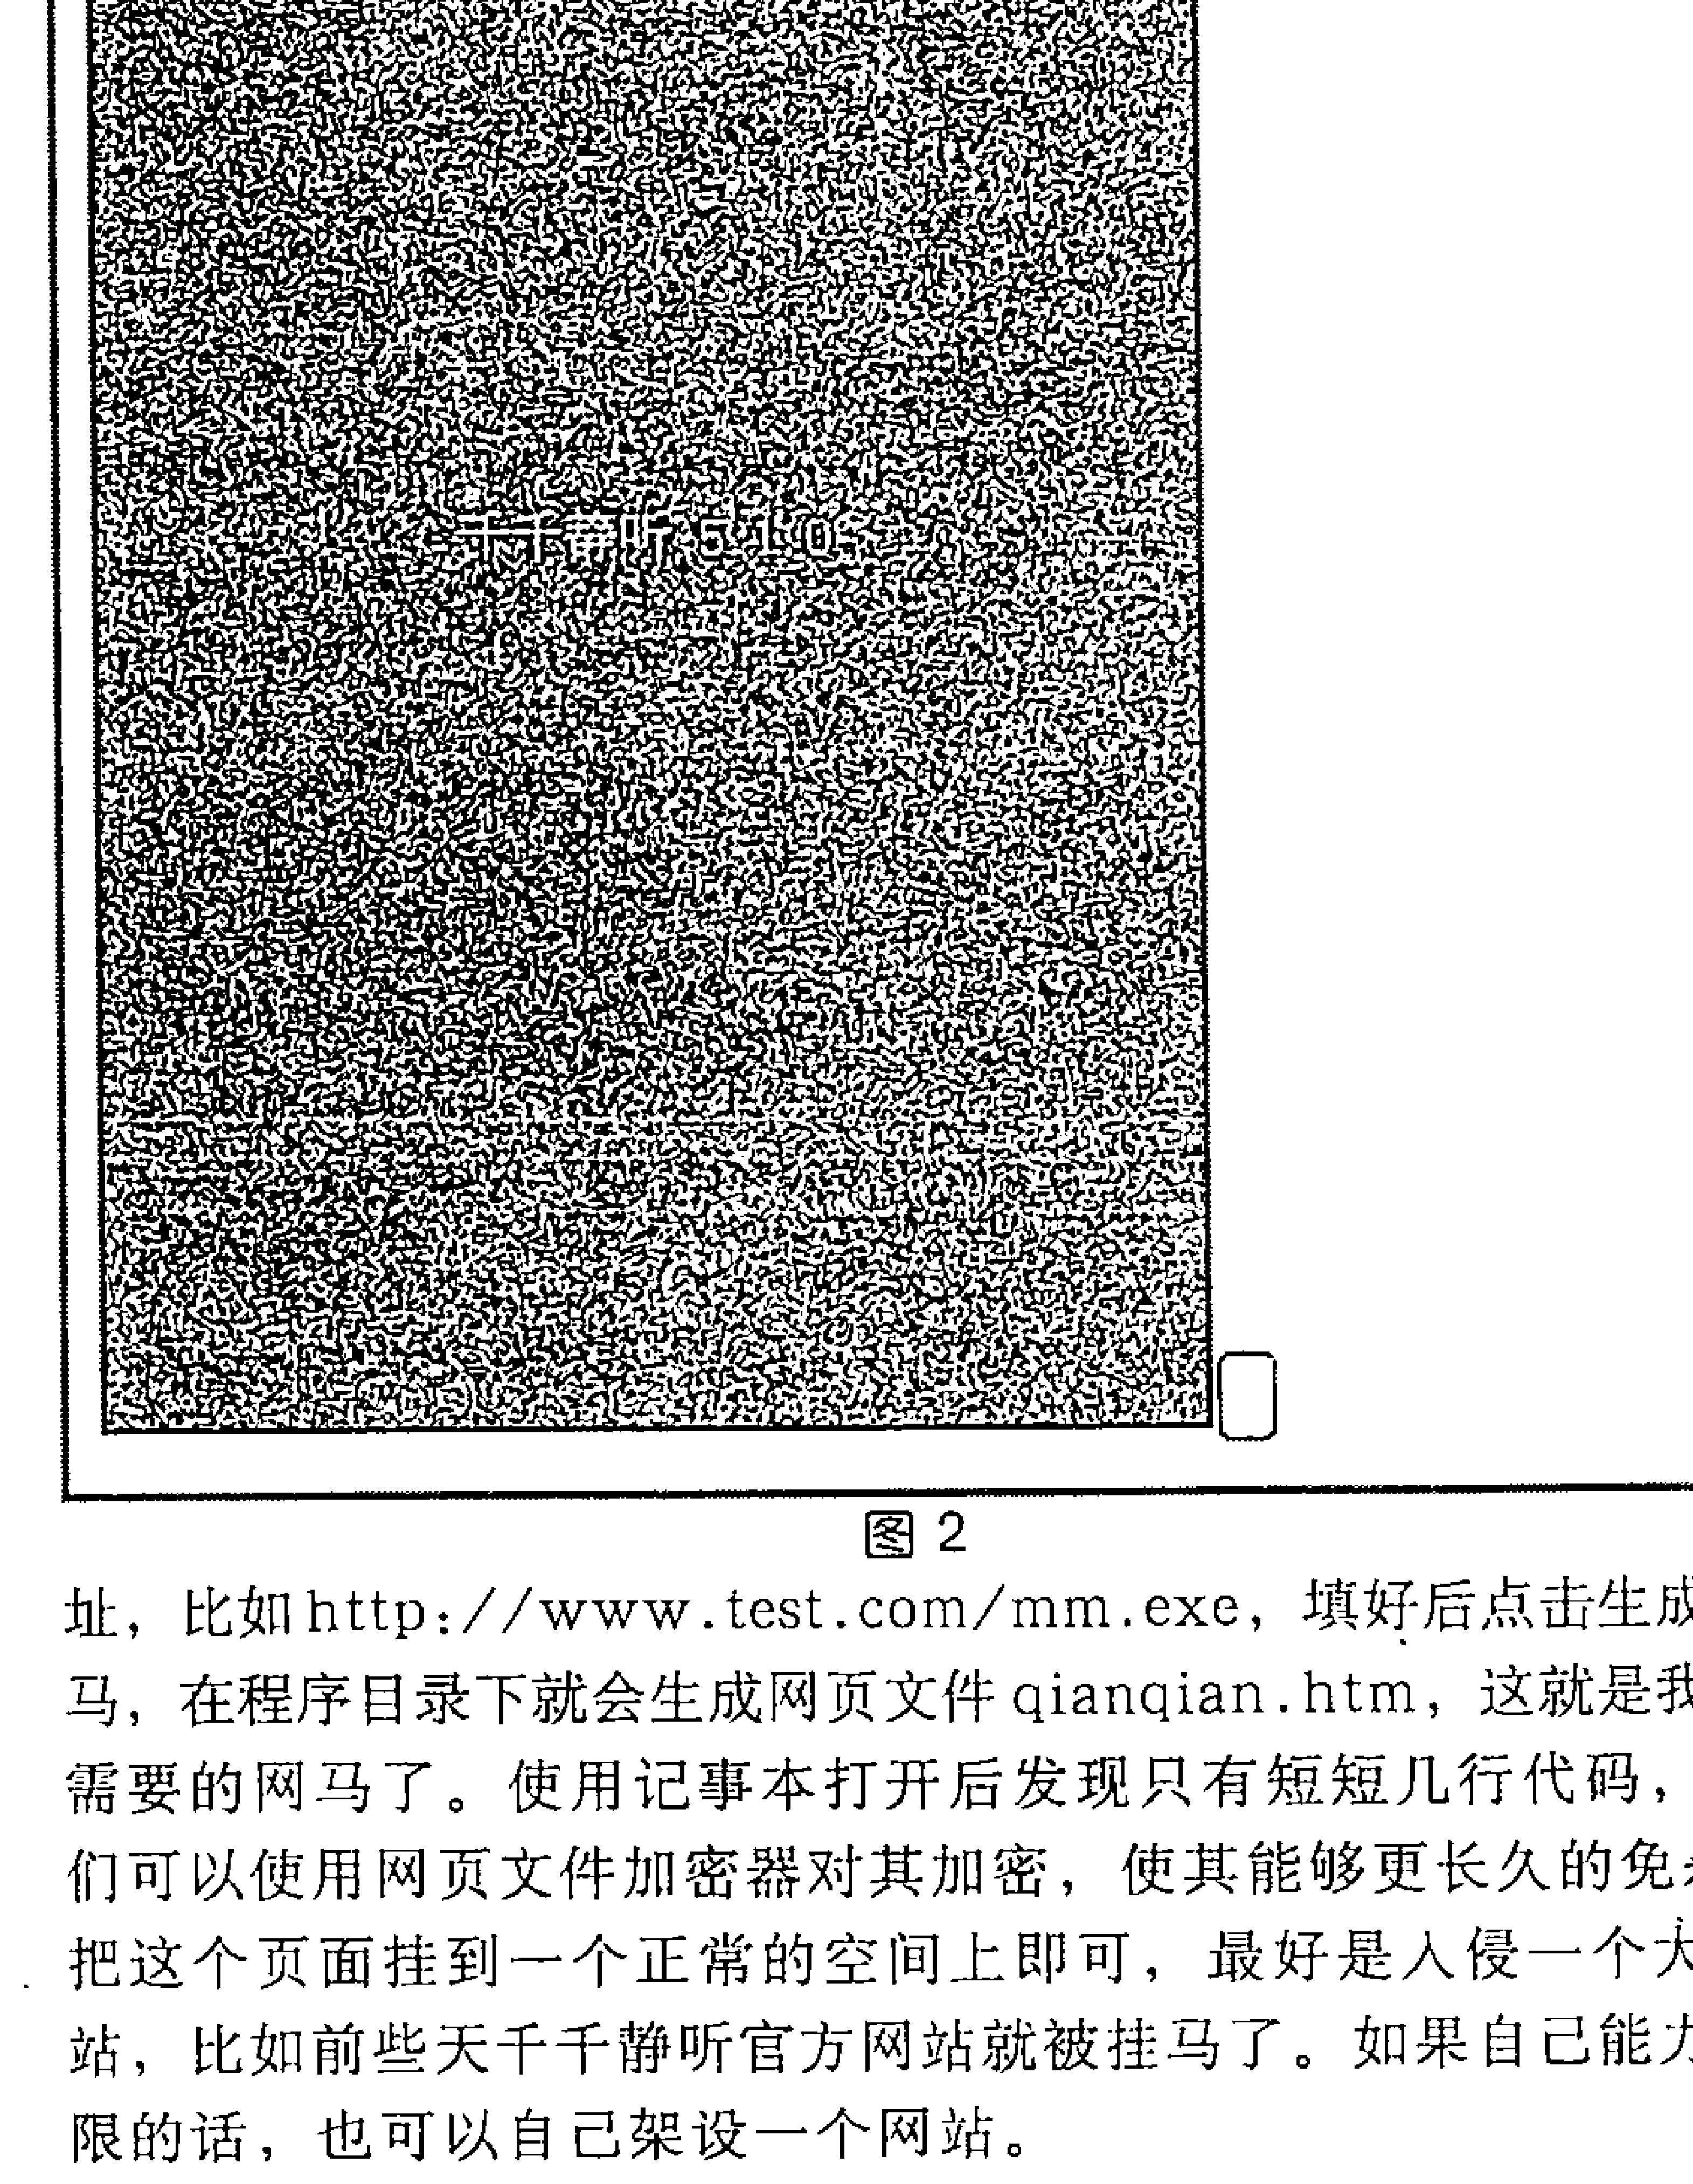 千千静听 5.1.0
图 2
址，比如http://www.test.com/mm.exe，填好后点击生成
马，在程序目录下就会生成网页文件qianqian.htm，这就是我
需要的网马了。使用记事本打开后发现只有短短几行代码，
们可以使用网页文件加密器对其加密，使其能够更长久的免
把这个页面挂到一个正常的空间上即可，最好是入侵一个大
站，比如前些天千千静听官方网站就被挂马了。如果自己能力
限的话，也可以自己架设一个网站。